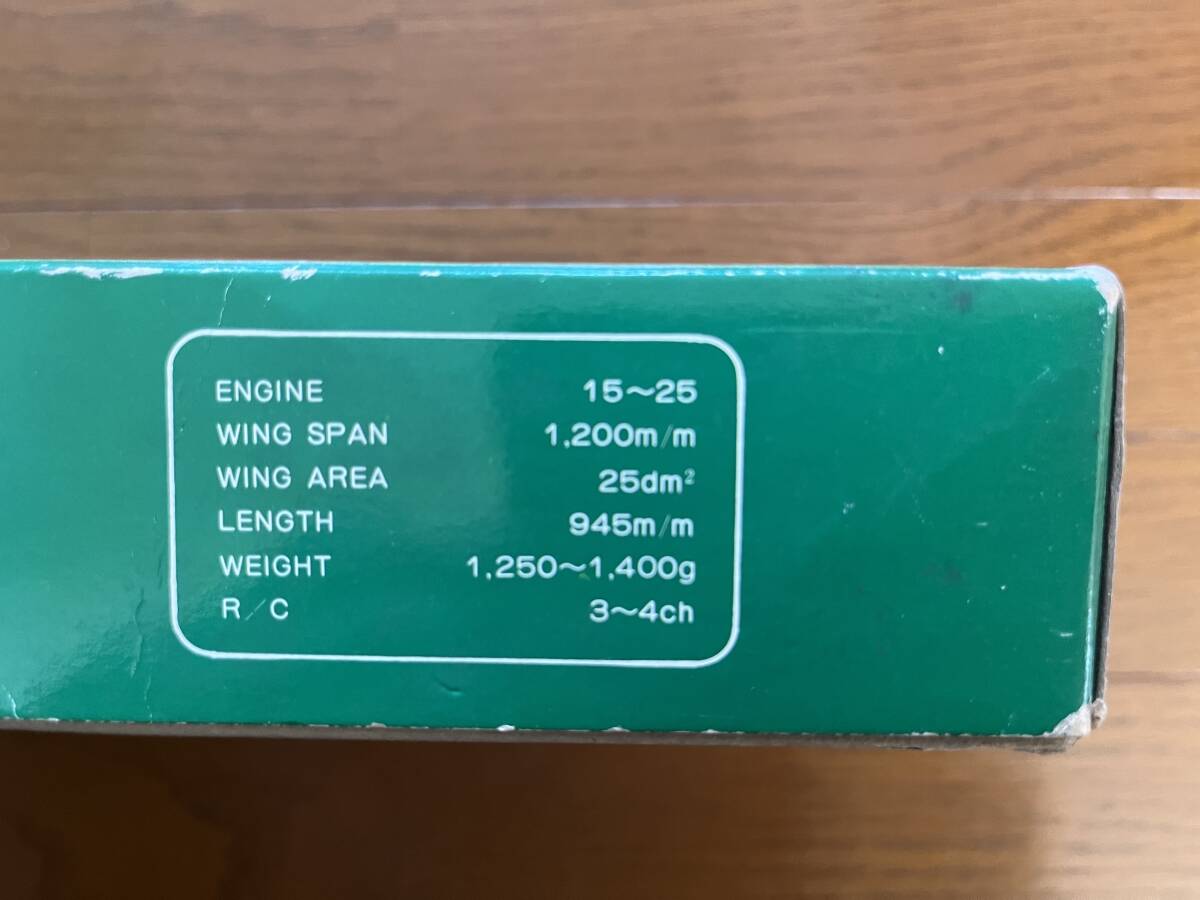 ENGINE 15~25
WING SPAN 1,200m/m
WING AREA 25dm²
LENGTH 945m/m
WEIGHT 1,250~1,400g
R/C 3~4ch